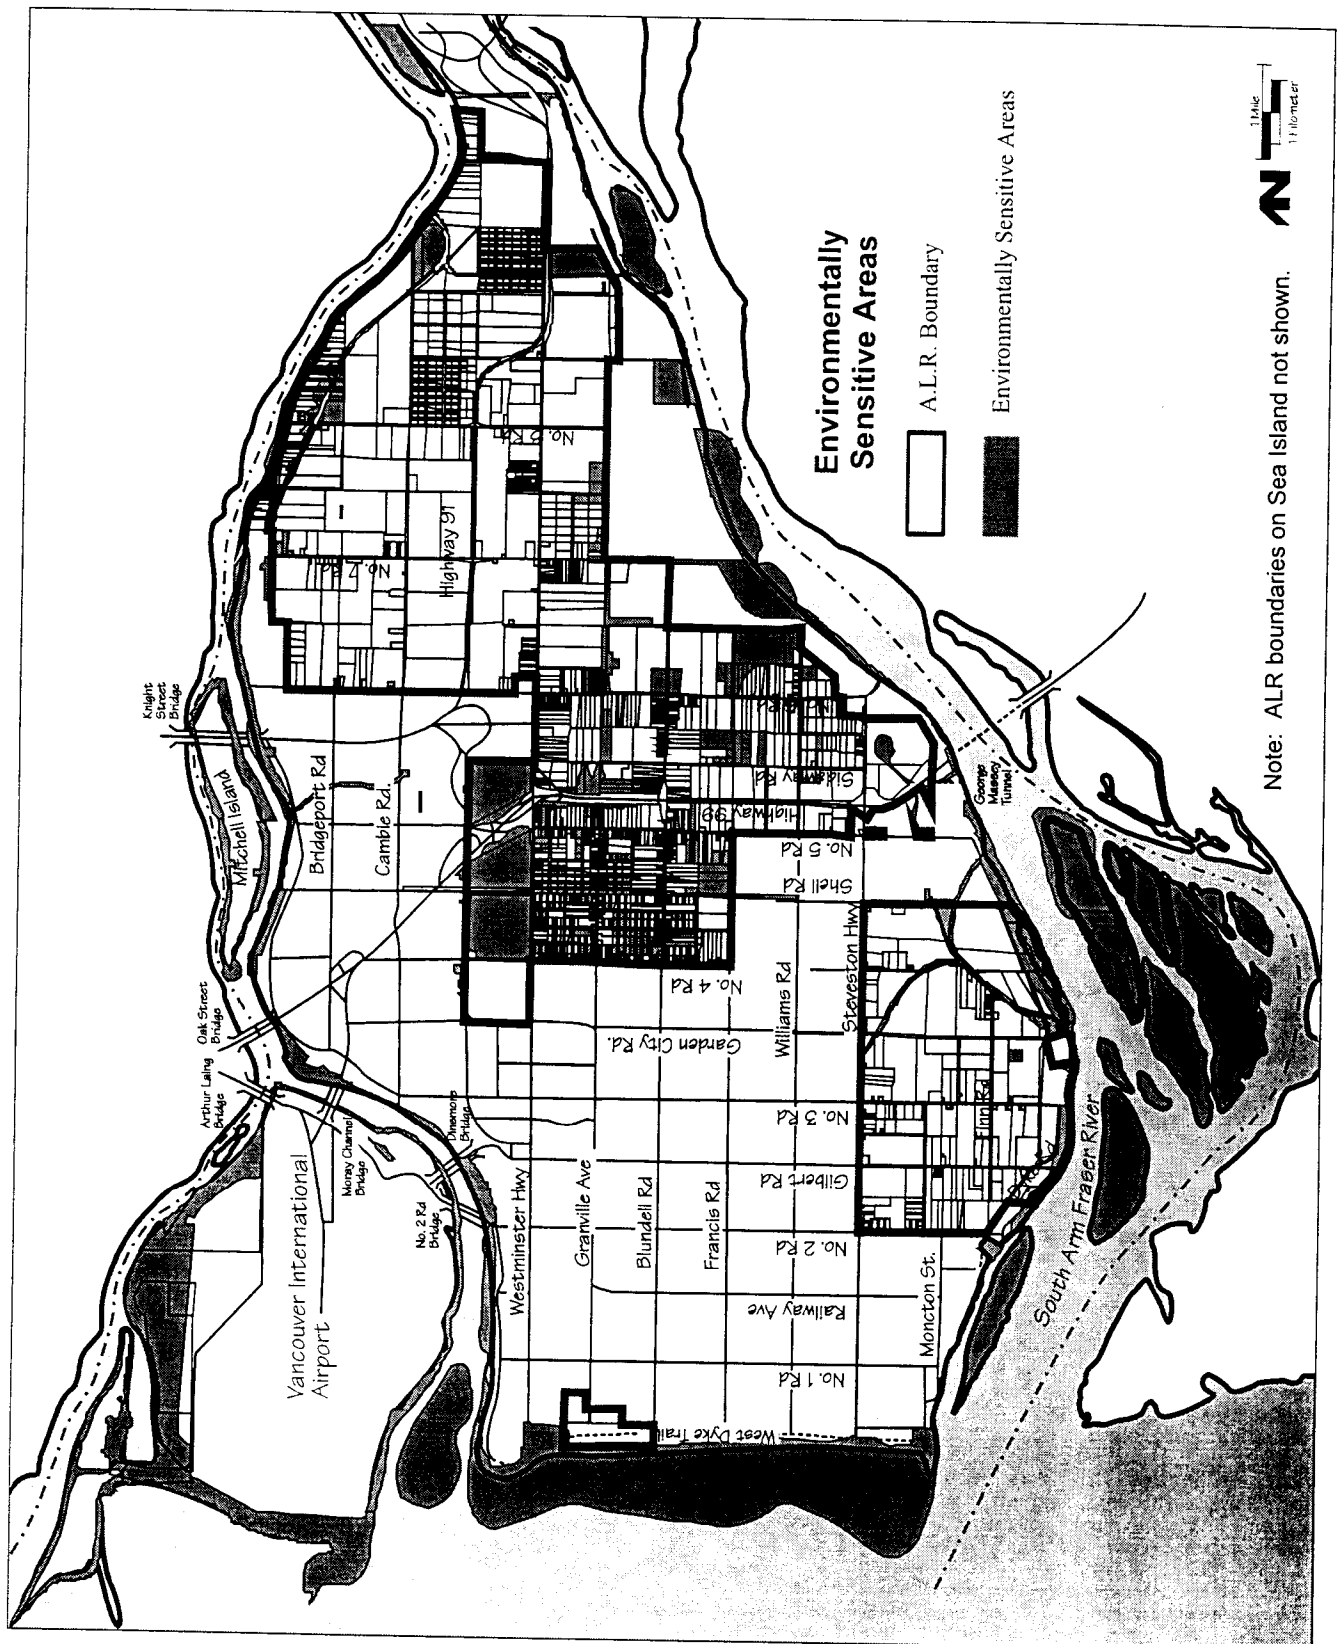 Environmentally
Sensitive Areas
A.L.R. Boundary
Environmentally Sensitive Areas
Note: ALR boundaries on Sea Island not shown.
N
1 Mile
1 Kilometer
Vancouver International
Airport
Arthur Laing
Bridge
Oak Street
Bridge
Knight
Street
Bridge
Mitchell Island
Moray Channel
Bridge
No. 2 Rd
Bridge
Dinsmore
Bridge
Bridgeport Rd
Cambie Rd.
Highway 91
Westminster Hwy
Granville Ave
Blundell Rd
Francis Rd
Williams Rd
Steveston Hwy
Moncton St.
Finn Rd
Dyke Rd
West Dyke Trail
No. 1 Rd
Railway Ave
No. 2 Rd
Gilbert Rd
No. 3 Rd
Garden City Rd.
No. 4 Rd
Shell Rd
No. 5 Rd
Highway 99
Sidaway Rd
No. 7 Rd
George
Massey
Tunnel
South Arm Fraser River